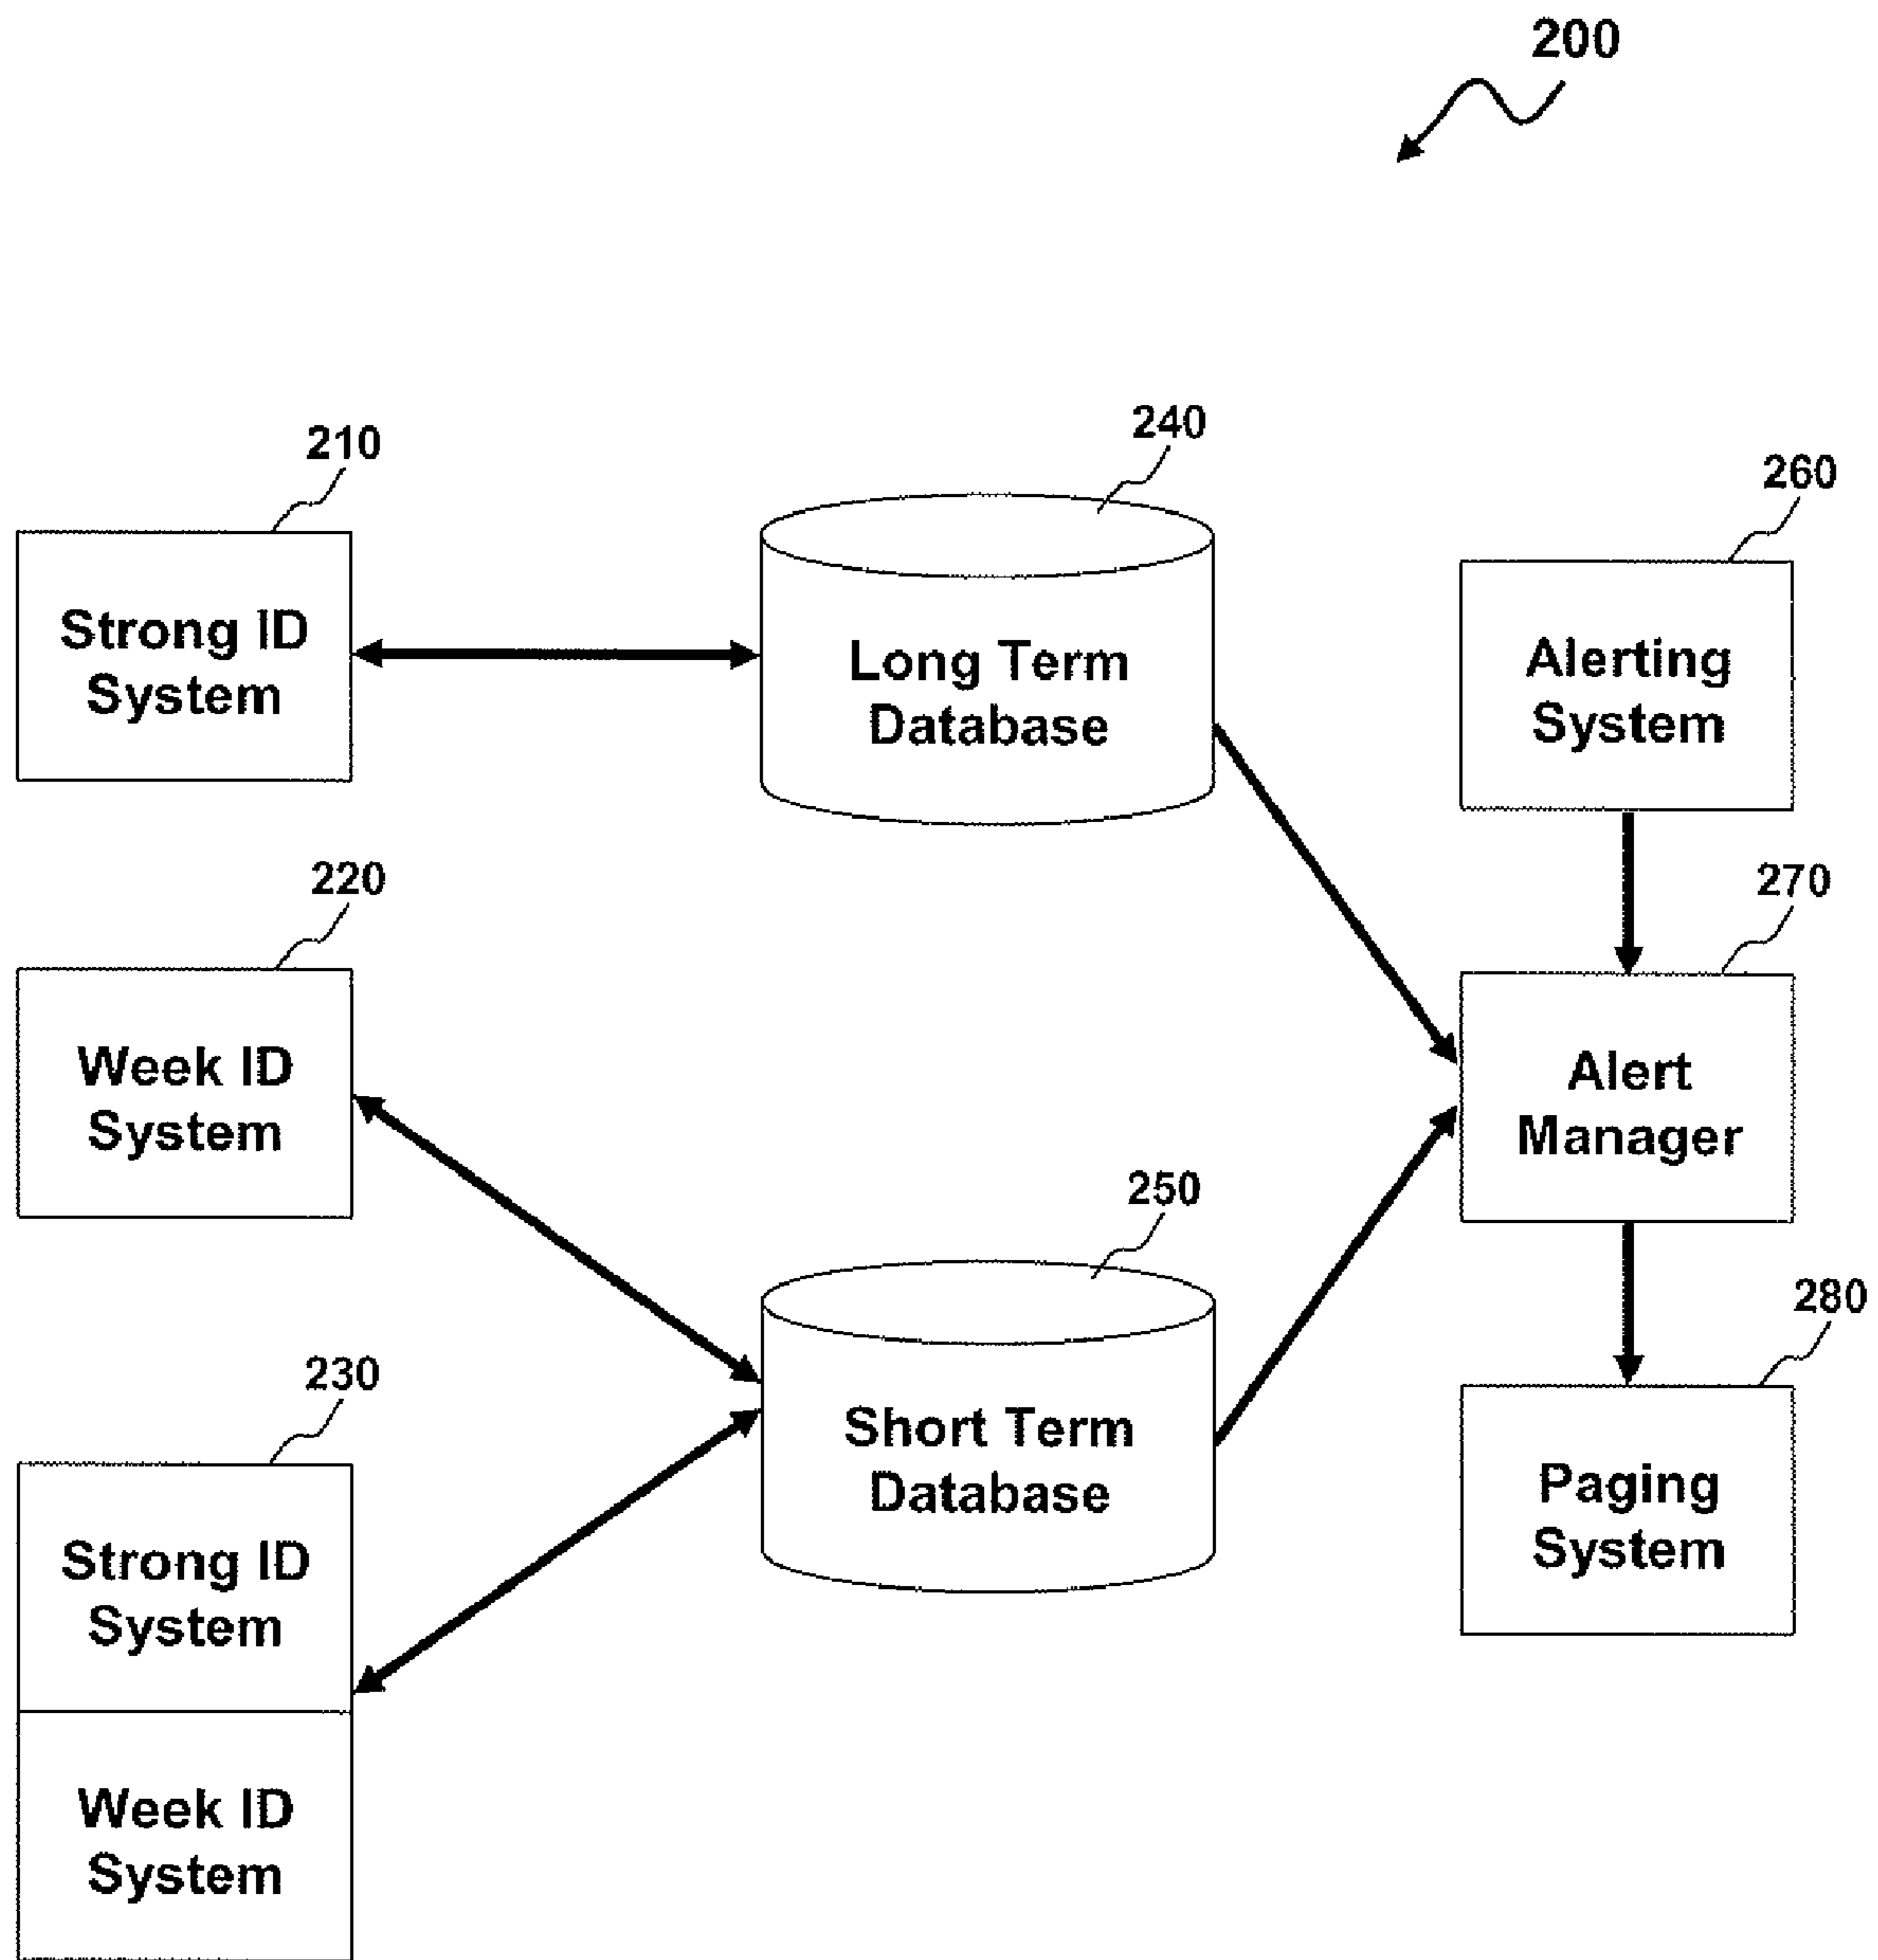 200
210
Strong ID
System
240
Long Term
Database
260
Alerting
System
220
Week ID
System
270
Alert
Manager
250
Short Term
Database
280
Paging
System
230
Strong ID
System
Week ID
System